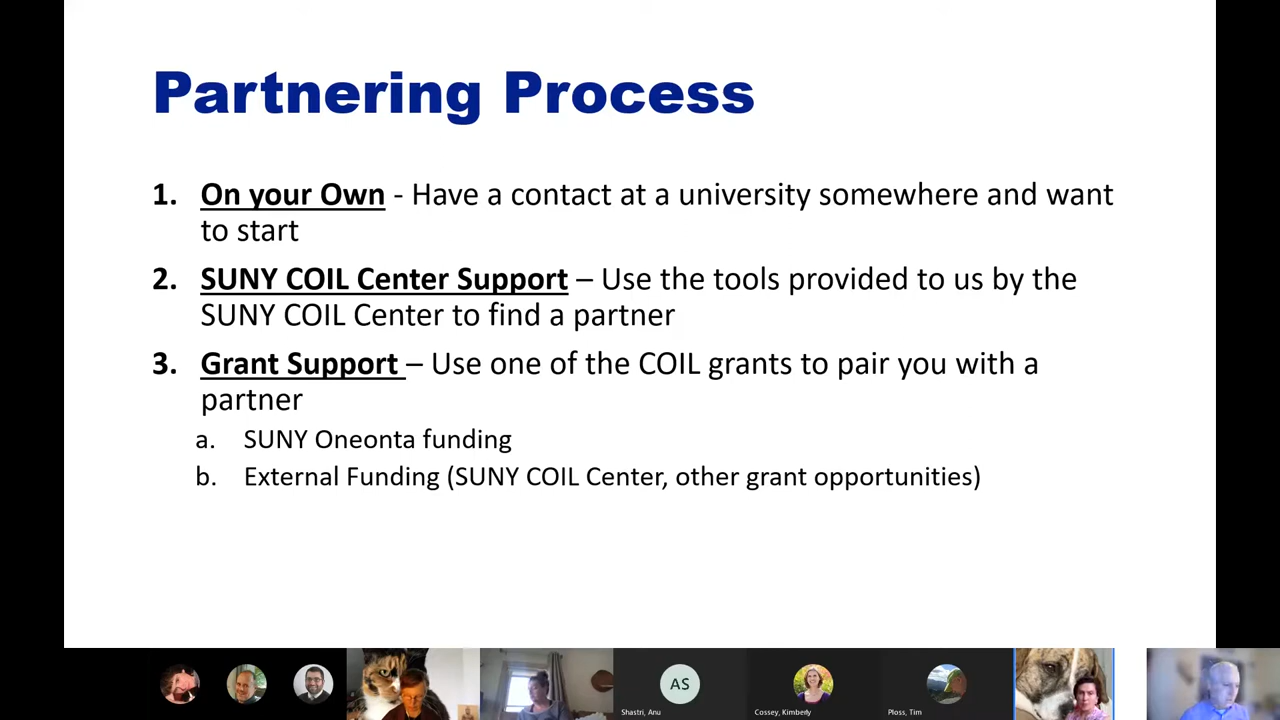 Partnering Process
1. On your Own - Have a contact at a university somewhere and want
to start
2. SUNY COIL Center Support – Use the tools provided to us by the
SUNY COIL Center to find a partner
3. Grant Support – Use one of the COIL grants to pair you with a
partner
a. SUNY Oneonta funding
b. External Funding (SUNY COIL Center, other grant opportunities)
AS
Shastri, Anu
Cossey, Kimberly
Ploss, Tim